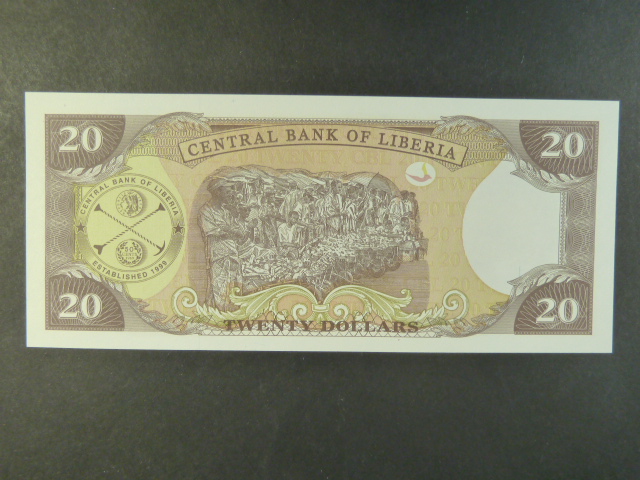 20
20
CENTRAL BANK OF LIBERIA
CENTRAL BANK OF LIBERIA
ESTABLISHED 1999
20
20
TWENTY DOLLARS